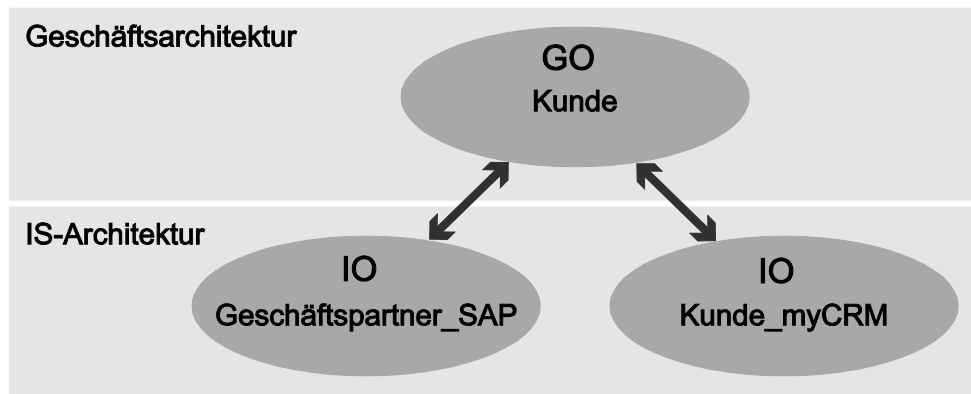 Geschäftsarchitektur
GO
Kunde
IS-Architektur
IO
Geschäftspartner_SAP
IO
Kunde_myCRM